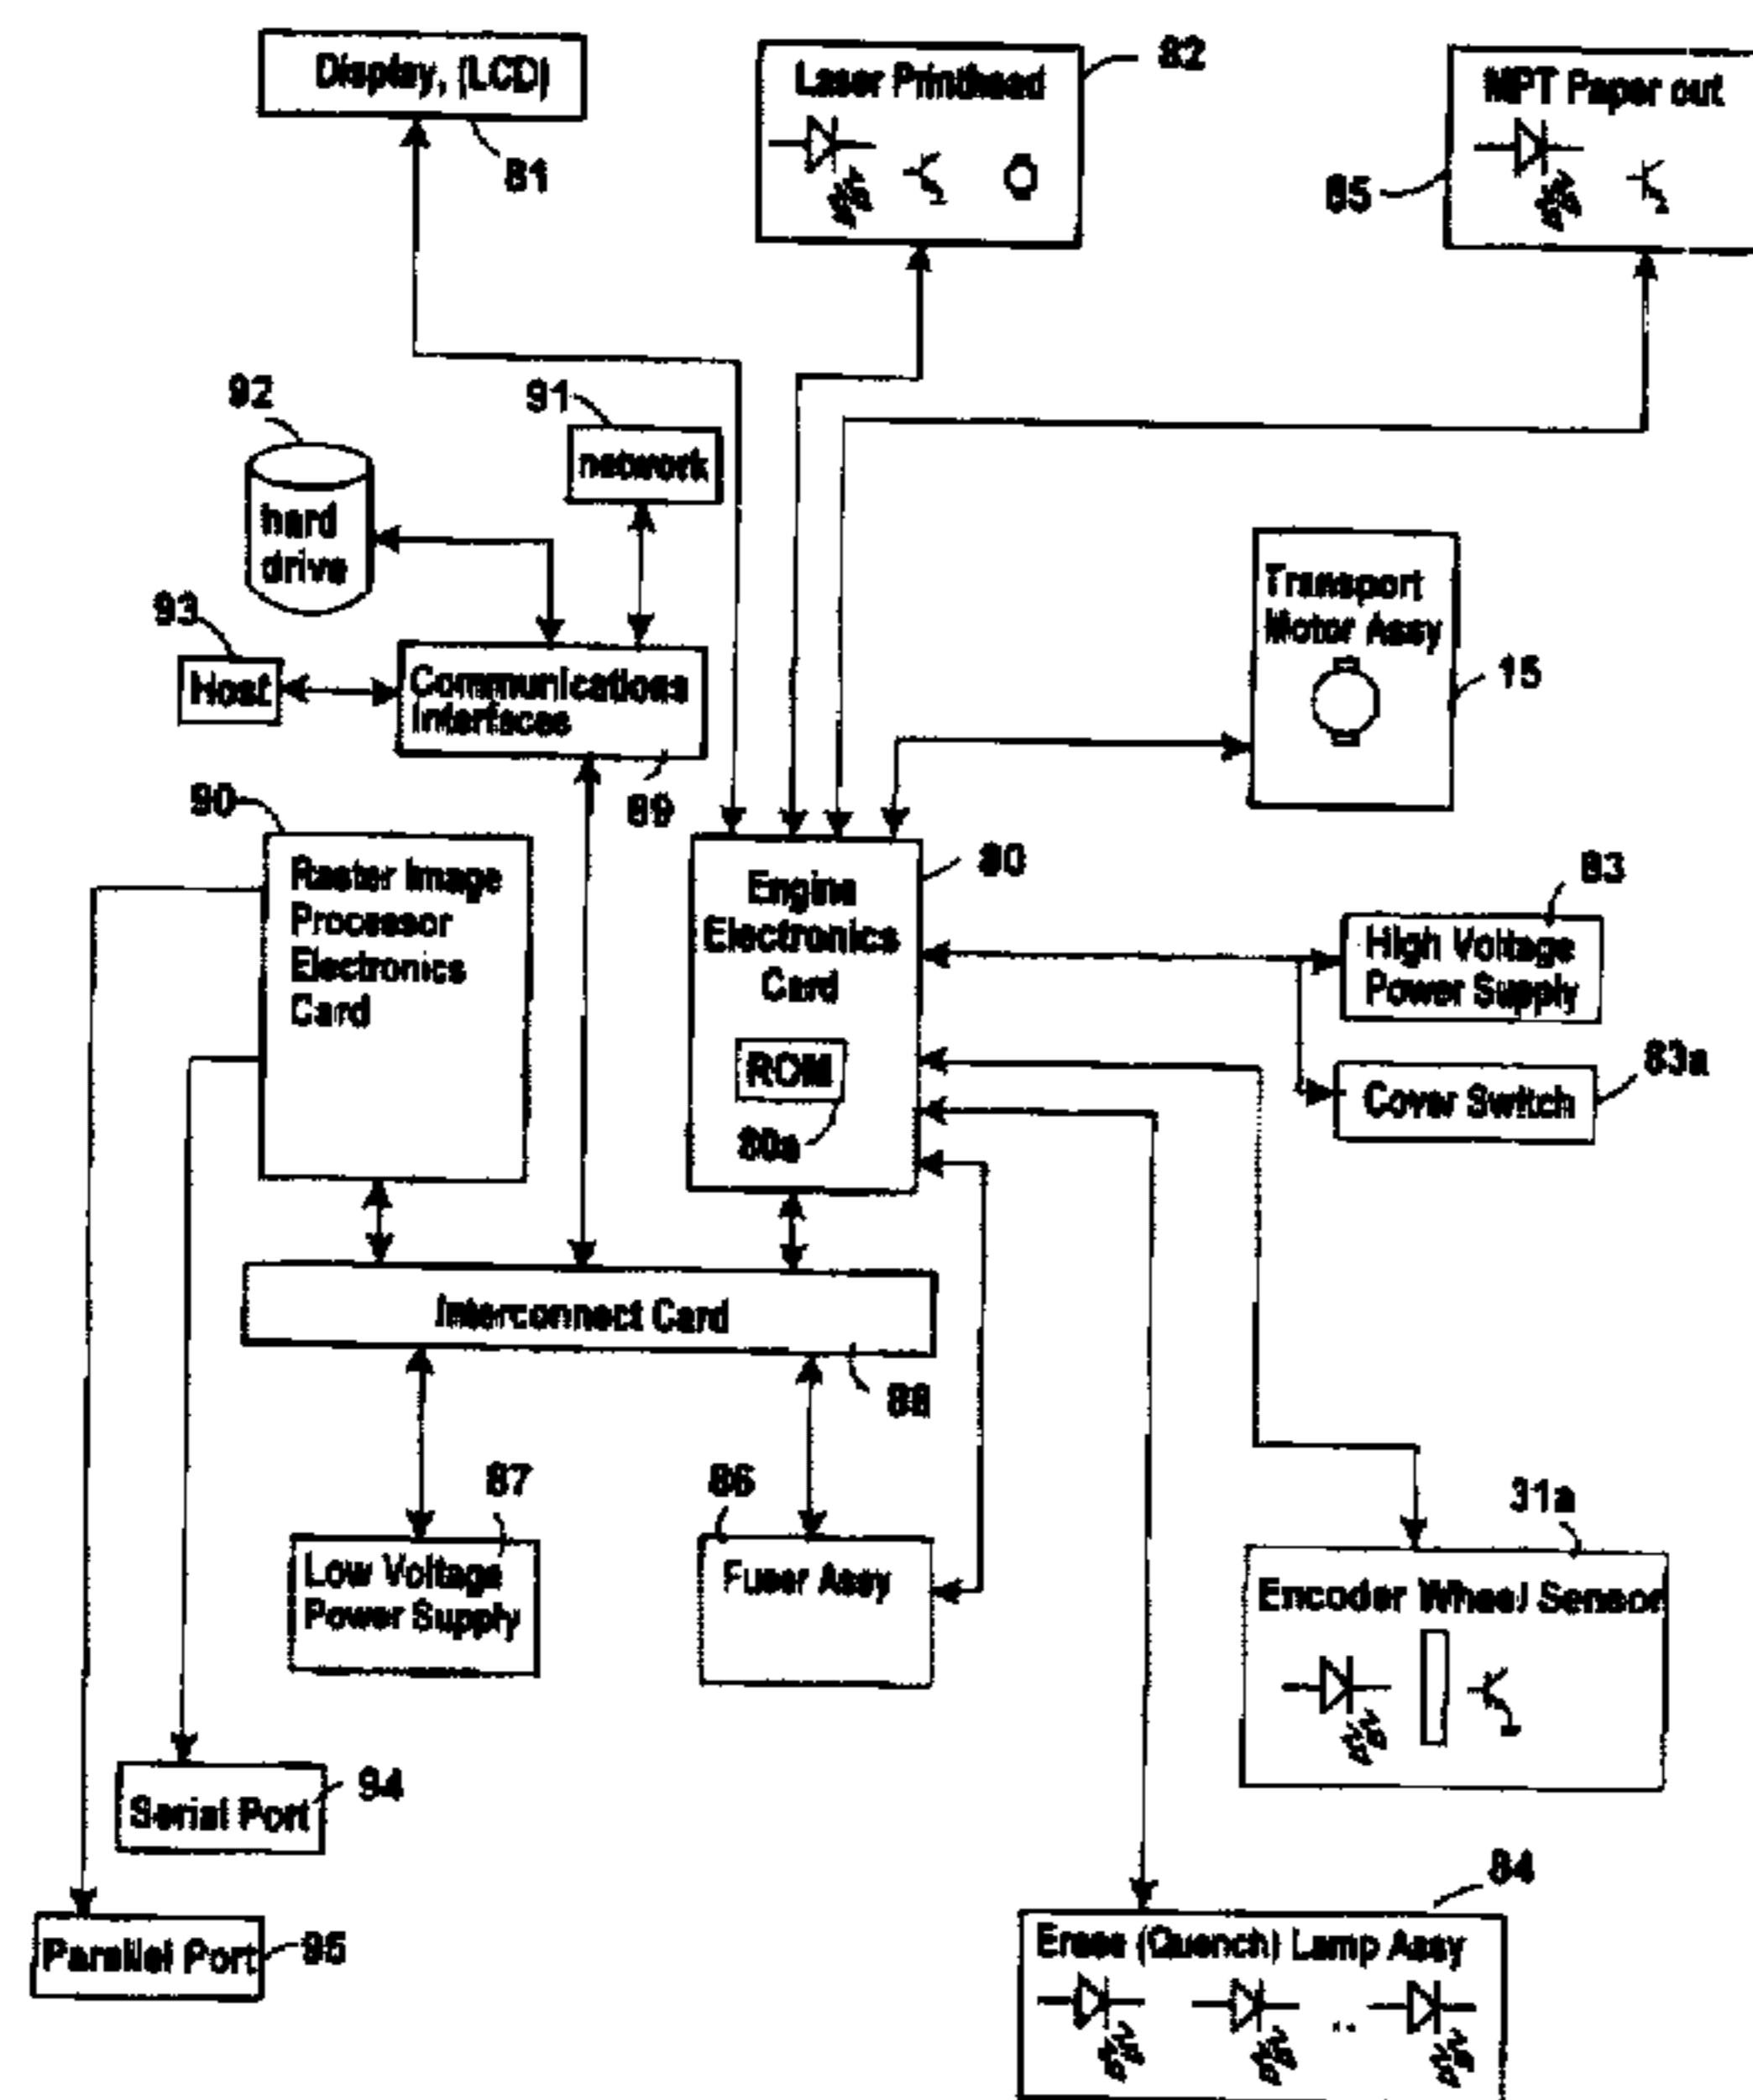 Display, (LCD)
81
Laser Printhead
82
MPT Paper out
85
92
hard
drive
91
network
93
Host
Communications
Interfaces
89
Transport
Motor Assy
15
90
Raster Image
Processor
Electronics
Card
Engine
Electronics
Card
80
ROM
80a
83
High Voltage
Power Supply
Cover Switch
83a
Interconnect Card
88
87
Low Voltage
Power Supply
86
Fuser Assy
31a
Encoder Wheel Sensor
Serial Port
94
Parallel Port
95
84
Erase (Quench) Lamp Assy